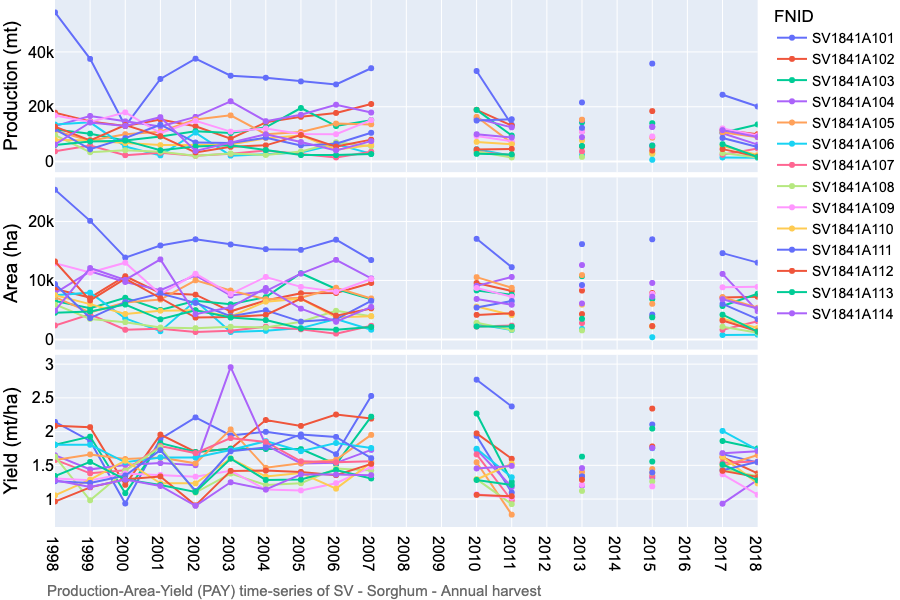 FNID
SV1841A101
SV1841A102
SV1841A103
SV1841A104
SV1841A105
SV1841A106
SV1841A107
SV1841A108
SV1841A109
SV1841A110
SV1841A111
SV1841A112
SV1841A113
SV1841A114
Production (mt)
40k
20k
0
Area (ha)
20k
10k
0
Yield (mt/ha)
3
2.5
2
1.5
1
1998 1999 2000 2001 2002 2003 2004 2005 2006 2007 2008 2009 2010 2011 2012 2013 2014 2015 2016 2017 2018
Production-Area-Yield (PAY) time-series of SV - Sorghum - Annual harvest